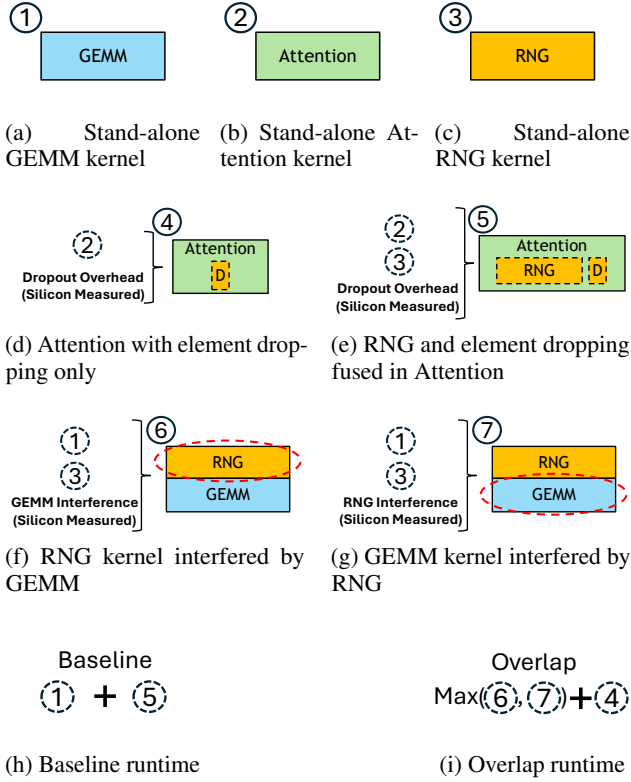 1 2 3
GEMM Attention RNG
(a) Stand-alone
GEMM kernel
(b) Stand-alone At-
tention kernel
(c) Stand-alone
RNG kernel
2
Dropout Overhead
(Silicon Measured)
4
Attention
D
2
3
Dropout Overhead
(Silicon Measured)
5
Attention
RNG D
(d) Attention with element drop-
ping only
(e) RNG and element dropping
fused in Attention
1
3
GEMM Interference
(Silicon Measured)
6
RNG
GEMM
1
3
RNG Interference
(Silicon Measured)
7
RNG
GEMM
(f) RNG kernel interfered by
GEMM
(g) GEMM kernel interfered by
RNG
Baseline
1 + 5
Overlap
Max(6, 7)+4
(h) Baseline runtime
(i) Overlap runtime